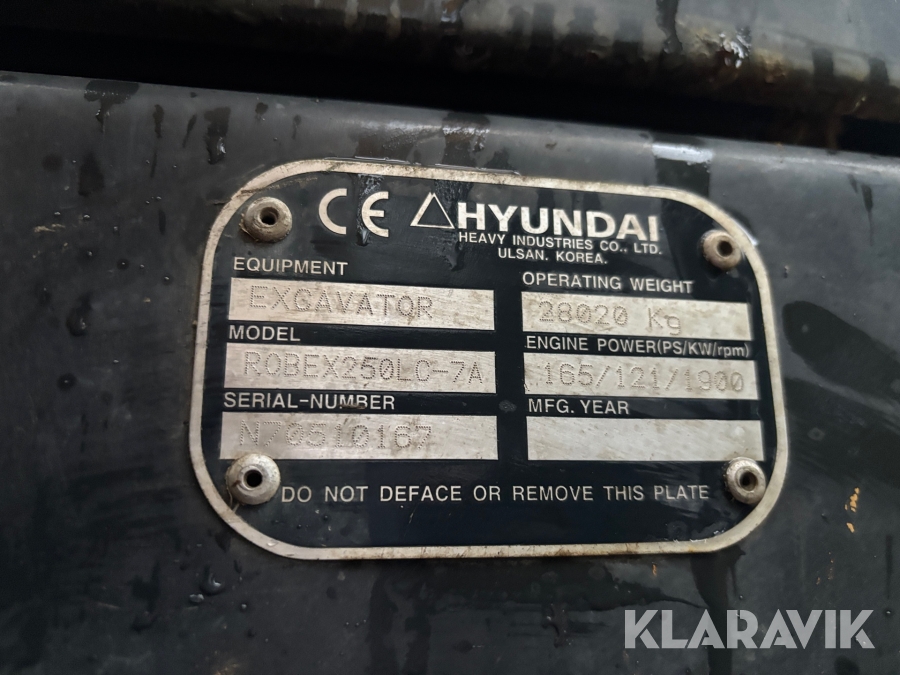 CE HYUNDAI
HEAVY INDUSTRIES CO., LTD.
ULSAN, KOREA.
EQUIPMENT
EXCAVATOR
OPERATING WEIGHT
28020 Kg
MODEL
ROBEX250LC-7A
ENGINE POWER(PS/KW/rpm)
165/121/1900
SERIAL-NUMBER
N70510167
MFG. YEAR
DO NOT DEFACE OR REMOVE THIS PLATE
KLARAVIK